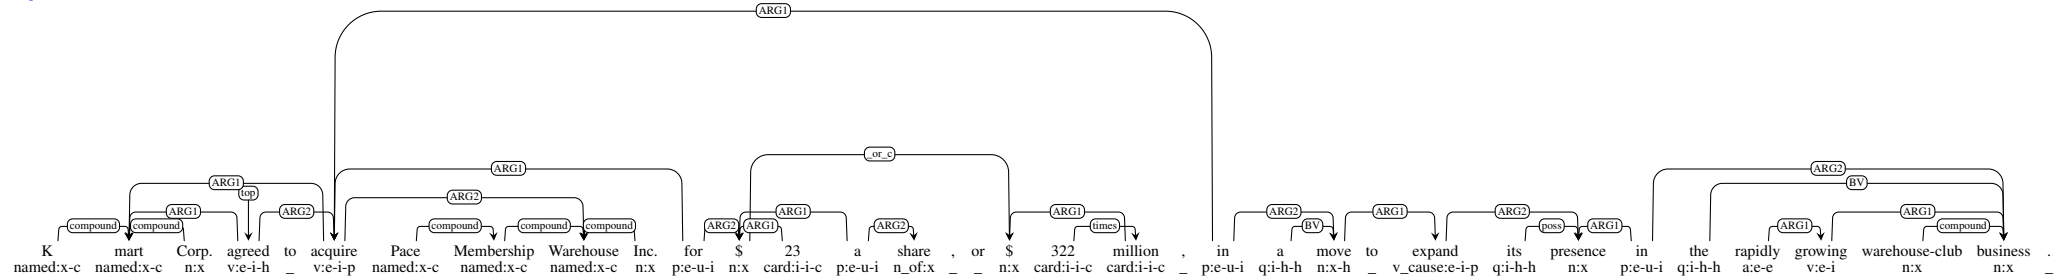 ARG1
_or_c
ARG1 ARG2
ARG1 top ARG2 BV
ARG1 ARG2 ARG1 ARG1 ARG2 ARG1 ARG2 ARG1
compound compound compound compound compound ARG2 ARG1 ARG2 times BV poss ARG1 ARG1 compound
K mart Corp. agreed to acquire Pace Membership Warehouse Inc. for $ 23 a share , or $ 322 million , in a move to expand its presence in the rapidly growing warehouse-club business .
named:x-c named:x-c n:x v:e-i-h _ v:e-i-p named:x-c named:x-c named:x-c n:x p:e-u-i n:x card:i-i-c p:e-u-i n_of:x _ _ n:x card:i-i-c card:i-i-c _ p:e-u-i q:i-h-h n:x-h _ v_cause:e-i-p q:i-h-h n:x p:e-u-i q:i-h-h a:e-e v:e-i n:x n:x _